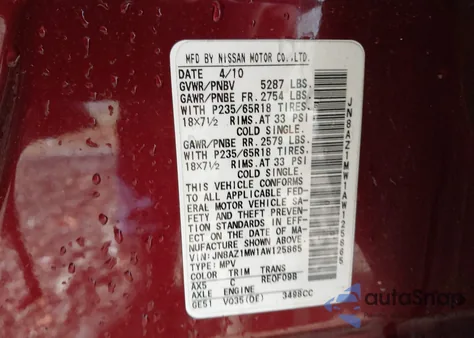 MFD BY NISSAN MOTOR CO.,LTD.
DATE 4/10
GVWR/PNBV 5287 LBS.
GAWR/PNBE FR. 2754 LBS.
WITH P235/65R18 TIRES.
18X7½ RIMS.AT 33 PSI
COLD SINGLE.
GAWR/PNBE RR. 2579 LBS.
WITH P235/65R18 TIRES.
18X7½ RIMS.AT 33 PSI
COLD SINGLE.
THIS VEHICLE CONFORMS
TO ALL APPLICABLE FED-
ERAL MOTOR VEHICLE SA-
FETY AND THEFT PREVEN-
TION STANDARDS IN EFF-
ECT ON THE DATE OF MA-
NUFACTURE SHOWN ABOVE.
VIN: JN8AZ1MW1AW125865
TYPE: MPV
COLOR TRIM TRANS
AX5 C RE0F09B
AXLE ENGINE
GE51 VQ35(DE) 3498CC
JN8AZ1MW1AW125865
autoSnap